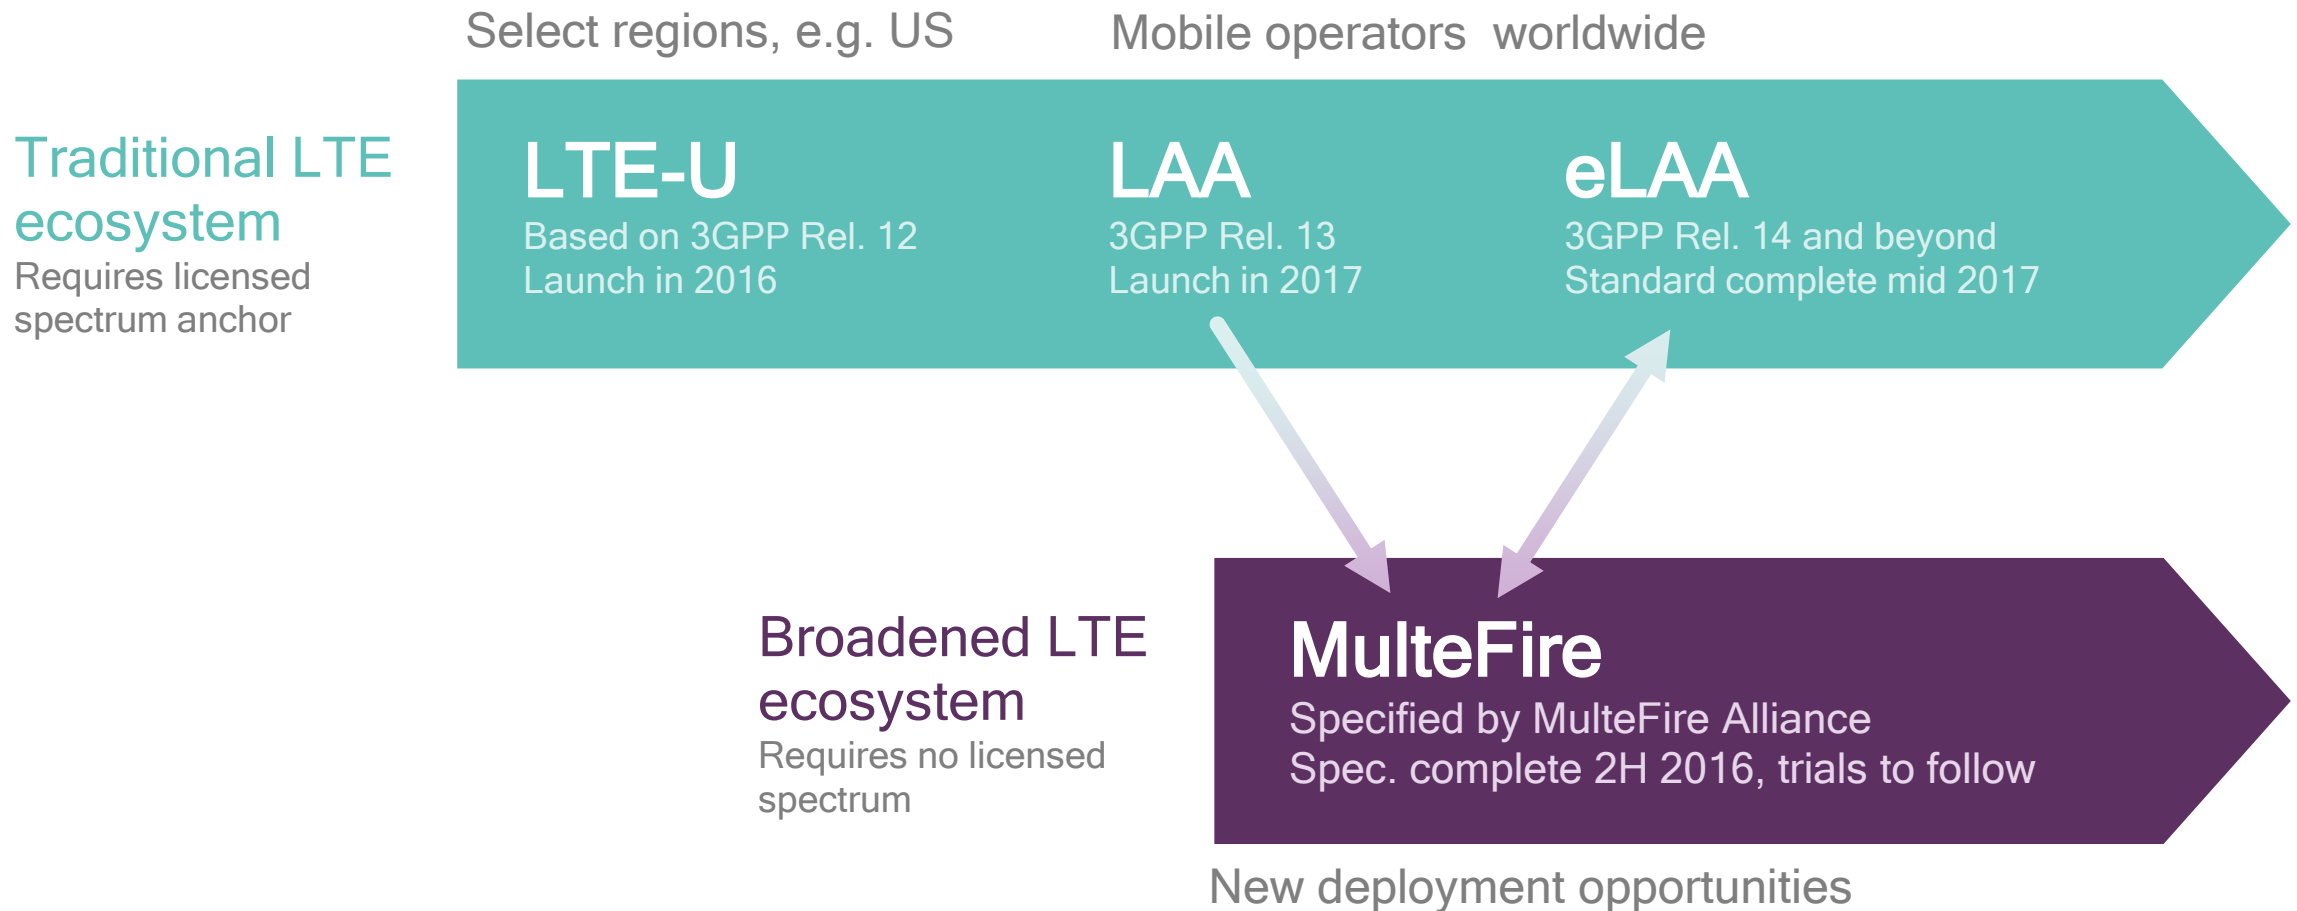 Select regions, e.g. US
Mobile operators worldwide
Traditional LTE
ecosystem
Requires licensed
spectrum anchor
LTE-U
Based on 3GPP Rel. 12
Launch in 2016
LAA
3GPP Rel. 13
Launch in 2017
eLAA
3GPP Rel. 14 and beyond
Standard complete mid 2017
Broadened LTE
ecosystem
Requires no licensed
spectrum
MulteFire
Specified by MulteFire Alliance
Spec. complete 2H 2016, trials to follow
New deployment opportunities